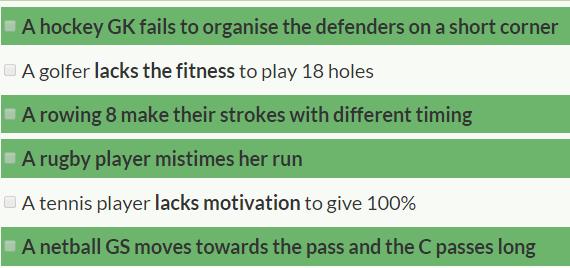 A hockey GK fails to organise the defenders on a short corner
A golfer lacks the fitness to play 18 holes
A rowing 8 make their strokes with different timing
A rugby player mistimes her run
A tennis player lacks motivation to give 100%
A netball GS moves towards the pass and the C passes long